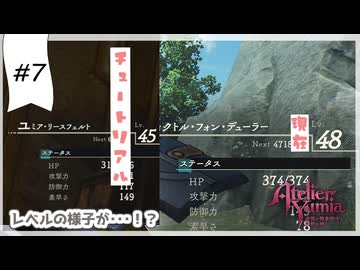 #7
チュートリアル
現在
ユミア・リースフェルト
Lv.
45
Next
ステータス
HP
攻撃力
防御力
117
素早さ
149
クトル・フォン・デューラー
Lv.
48
Next 4718
ステータス
HP
374/374
攻撃力
防御力
素早さ
78
Atelier Yumia
レベルの様子が・・・！？